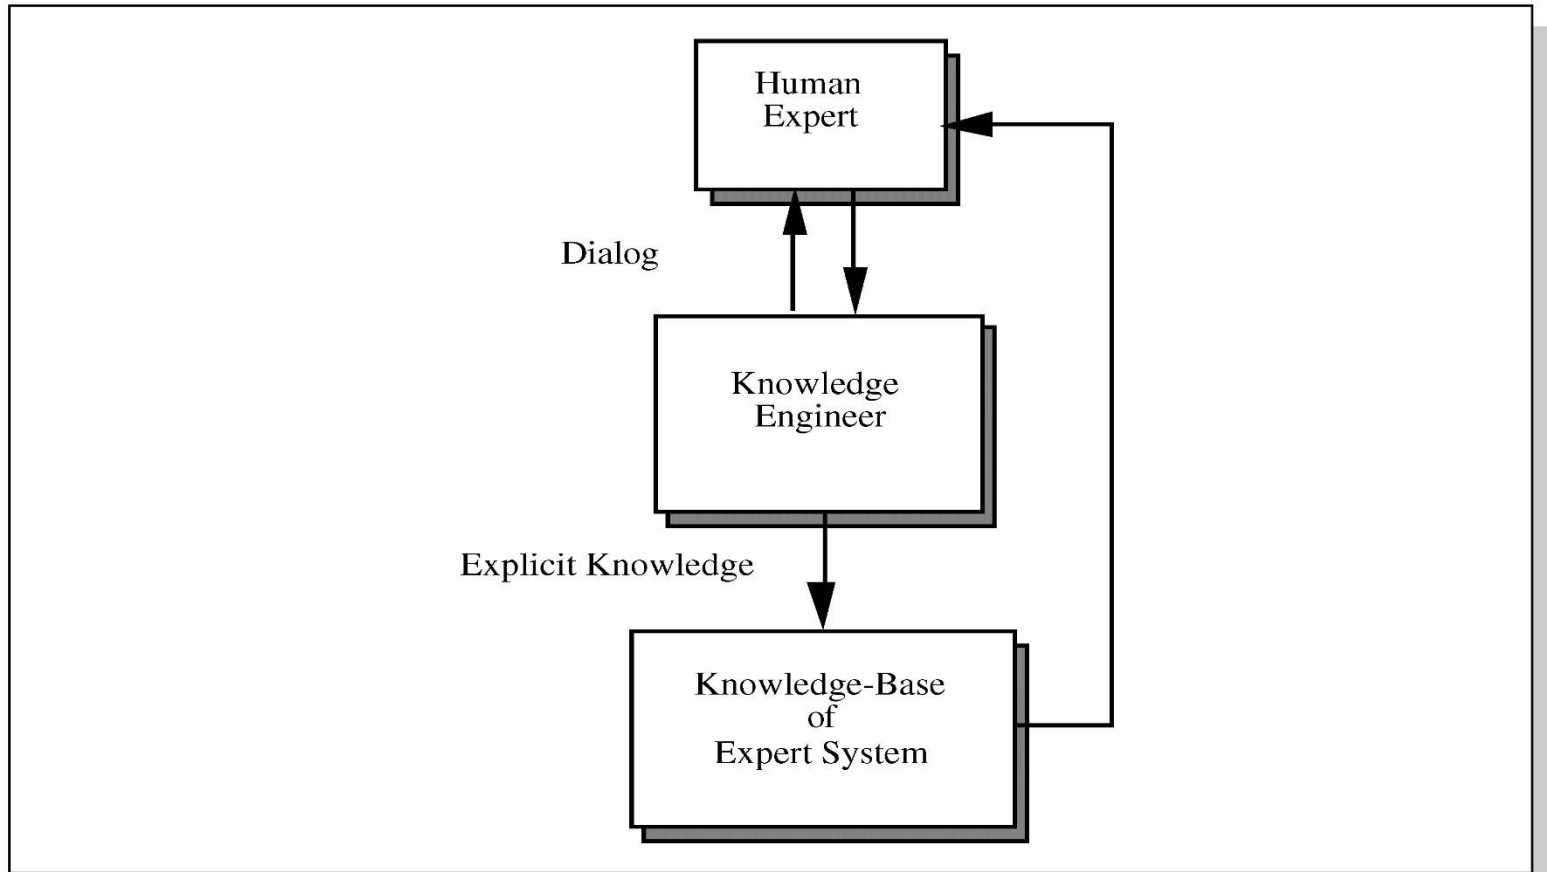 Human
Expert
Dialog
Knowledge
Engineer
Explicit Knowledge
Knowledge-Base
of
Expert System